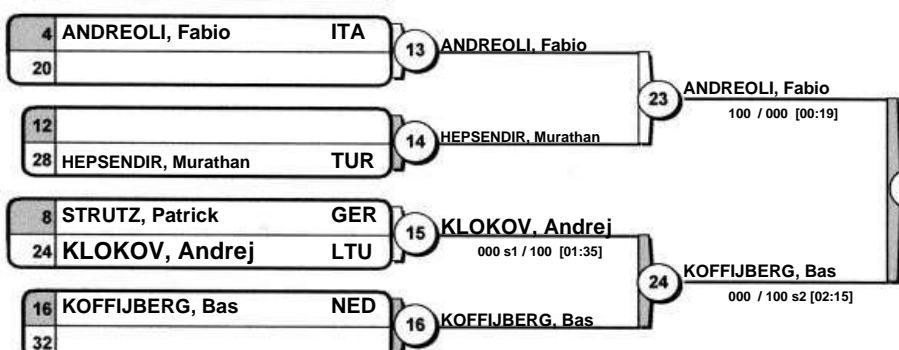 4 ANDREOLI, Fabio ITA
20
13 ANDREOLI, Fabio
12
28 HEPSENDIR, Murathan TUR
14 HEPSENDIR, Murathan
23 ANDREOLI, Fabio
100 / 000 [00:19]
8 STRUTZ, Patrick GER
24 KLOKOV, Andrej LTU
15 KLOKOV, Andrej
000 s1 / 100 [01:35]
16 KOFFIJBERG, Bas NED
32
16 KOFFIJBERG, Bas
24 KOFFIJBERG, Bas
000 / 100 s2 [02:15]